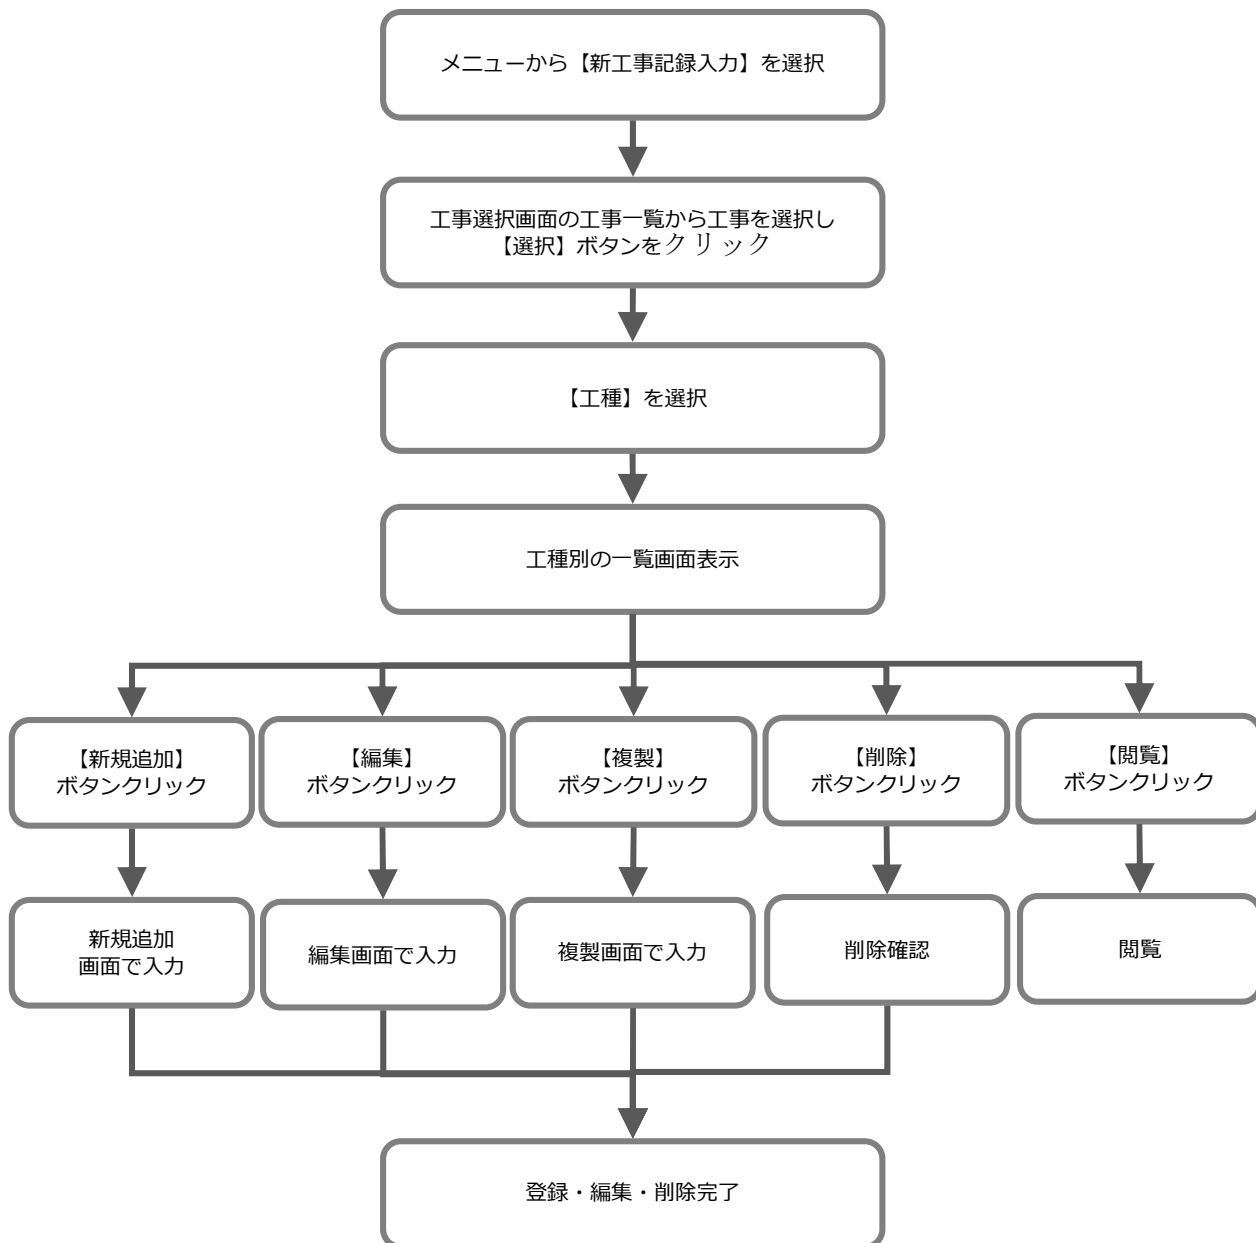 メニューから【新工事記録入力】を選択
工事選択画面の工事一覧から工事を選択し
【選択】ボタンをクリック
【工種】を選択
工種別の一覧画面表示
【新規追加】
ボタンクリック
【編集】
ボタンクリック
【複製】
ボタンクリック
【削除】
ボタンクリック
【閲覧】
ボタンクリック
新規追加
画面で入力
編集画面で入力
複製画面で入力
削除確認
閲覧
登録・編集・削除完了